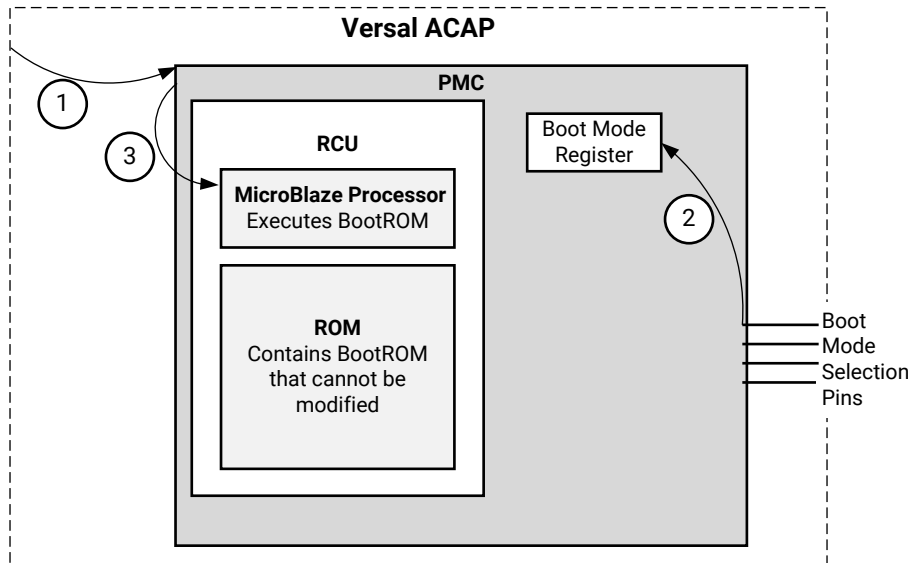 Versal ACAP
PMC
1
RCU
3
Boot Mode
Register
MicroBlaze Processor
Executes BootROM
2
ROM
Contains BootROM
that cannot be
modified
Boot
Mode
Selection
Pins